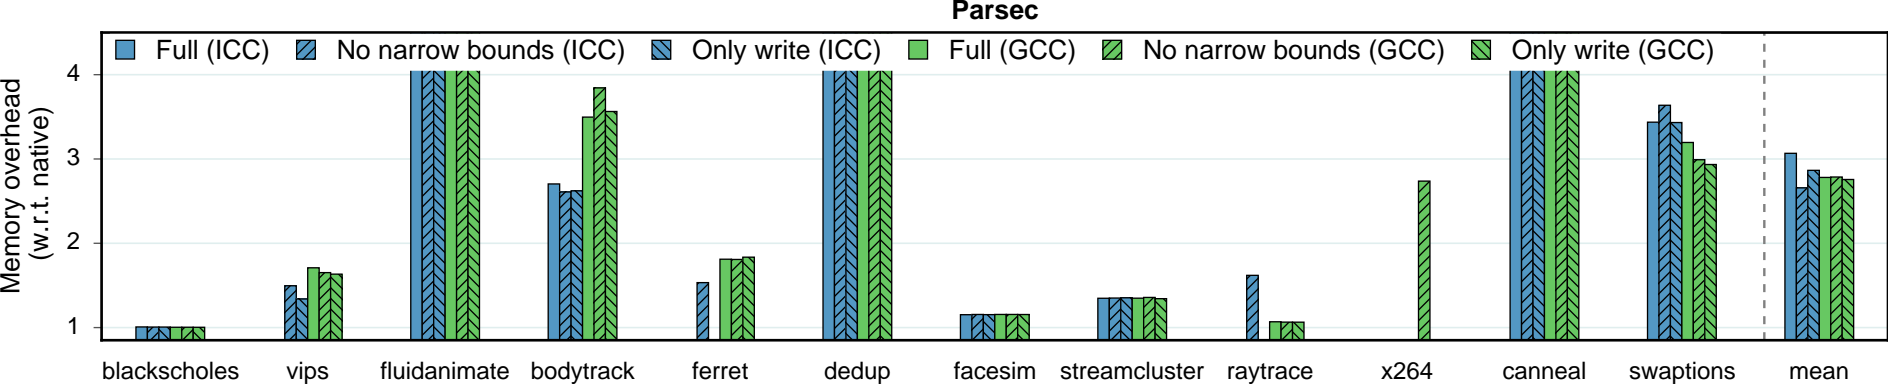 Parsec
Full (ICC) No narrow bounds (ICC) Only write (ICC) Full (GCC) No narrow bounds (GCC) Only write (GCC)
Memory overhead
(w.r.t. native)
4
3
2
1
blackscholes vips fluidanimate bodytrack ferret dedup facesim streamcluster raytrace x264 canneal swaptions mean